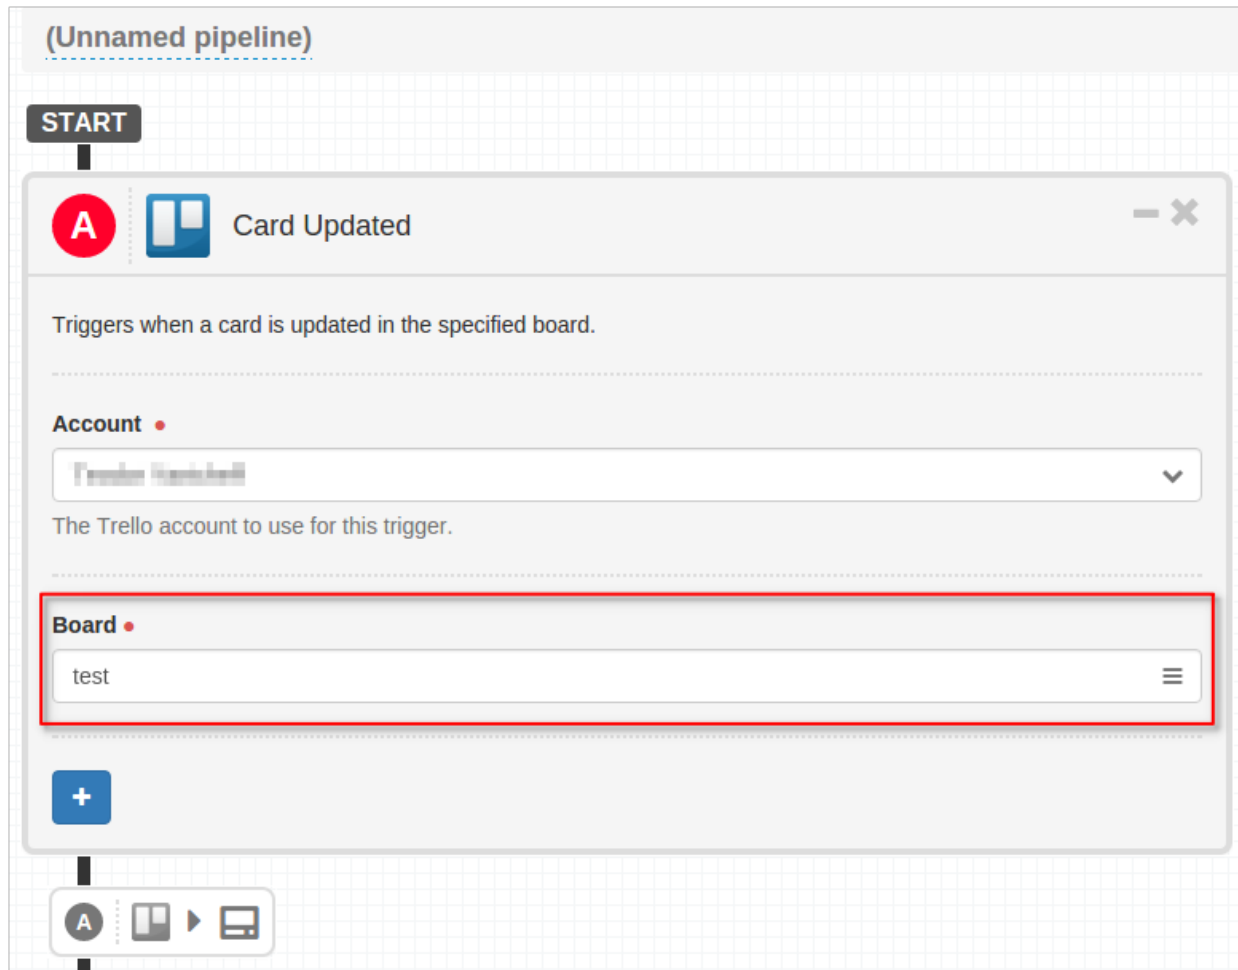 (Unnamed pipeline)
START
A
Card Updated
Triggers when a card is updated in the specified board.
Account
The Trello account to use for this trigger.
Board
test
+
A